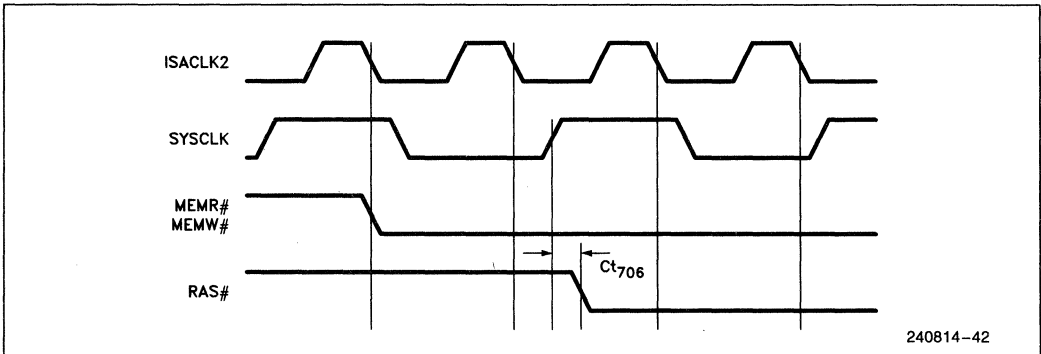 ISACLK2
SYSCLK
MEMR#
MEMW#
Ct706
RAS#
240814-42